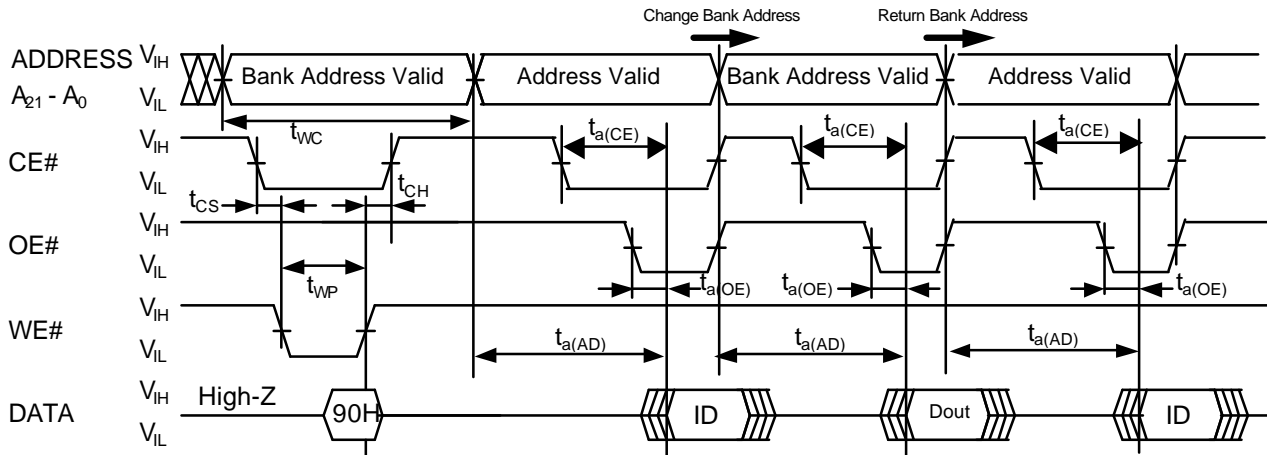 Change Bank Address Return Bank Address
ADDRESS VIH Bank Address Valid Address Valid Bank Address Valid Address Valid
A21 - A0 VIL
tWC ta(CE) ta(CE) ta(CE)
CE# VIH
VIL
tCS tCH
OE# VIH
VIL
tWP ta(OE) ta(OE) ta(OE)
WE# VIH
VIL
ta(AD) ta(AD) ta(AD)
DATA VIH High-Z 90H ID Dout ID
VIL